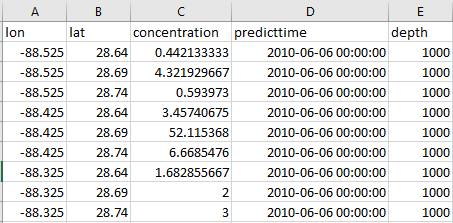 A B C D E
lon lat concentration predicttime depth
-88.525 28.64 0.442133333 2010-06-06 00:00:00 1000
-88.525 28.69 4.321929667 2010-06-06 00:00:00 1000
-88.525 28.74 0.593973 2010-06-06 00:00:00 1000
-88.425 28.64 3.45740675 2010-06-06 00:00:00 1000
-88.425 28.69 52.115368 2010-06-06 00:00:00 1000
-88.425 28.74 6.6685476 2010-06-06 00:00:00 1000
-88.325 28.64 1.682855667 2010-06-06 00:00:00 1000
-88.325 28.69 2 2010-06-06 00:00:00 1000
-88.325 28.74 3 2010-06-06 00:00:00 1000